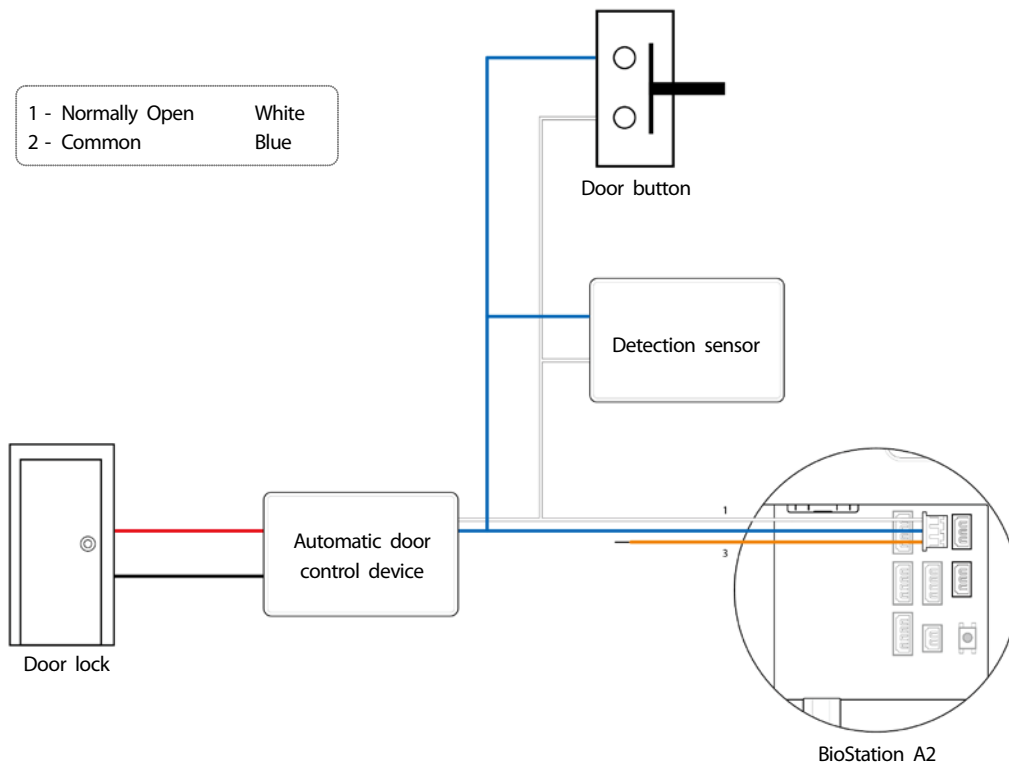 1 - Normally Open White
2 - Common Blue
Door button
Detection sensor
1
Automatic door
control device
3
Door lock
BioStation A2